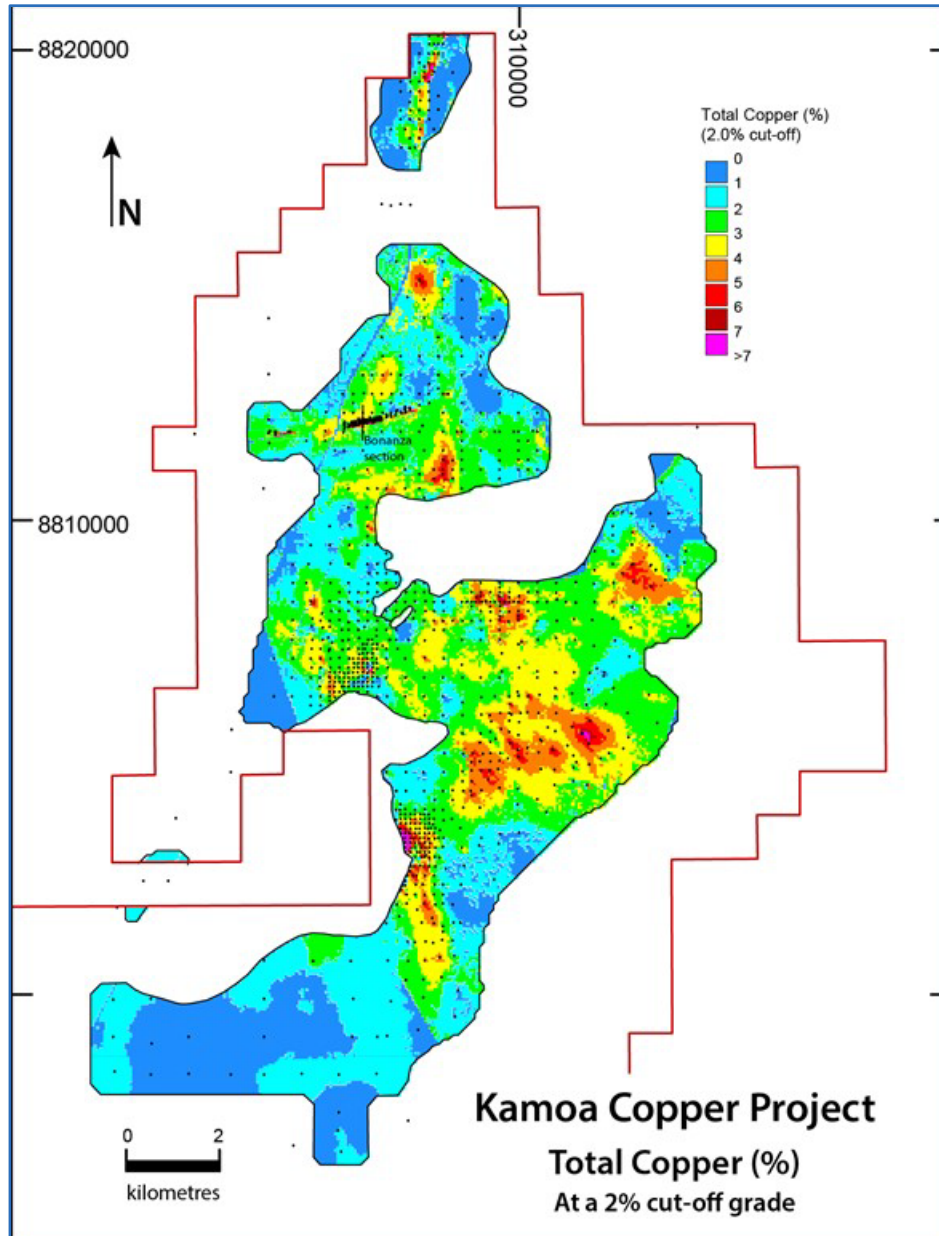 8820000
310000
Total Copper (%)
(2.0% cut-off)
0
1
2
3
4
5
6
7
>7
N
Bonanza
section
8810000
0 2
kilometres
Kamoa Copper Project
Total Copper (%)
At a 2% cut-off grade